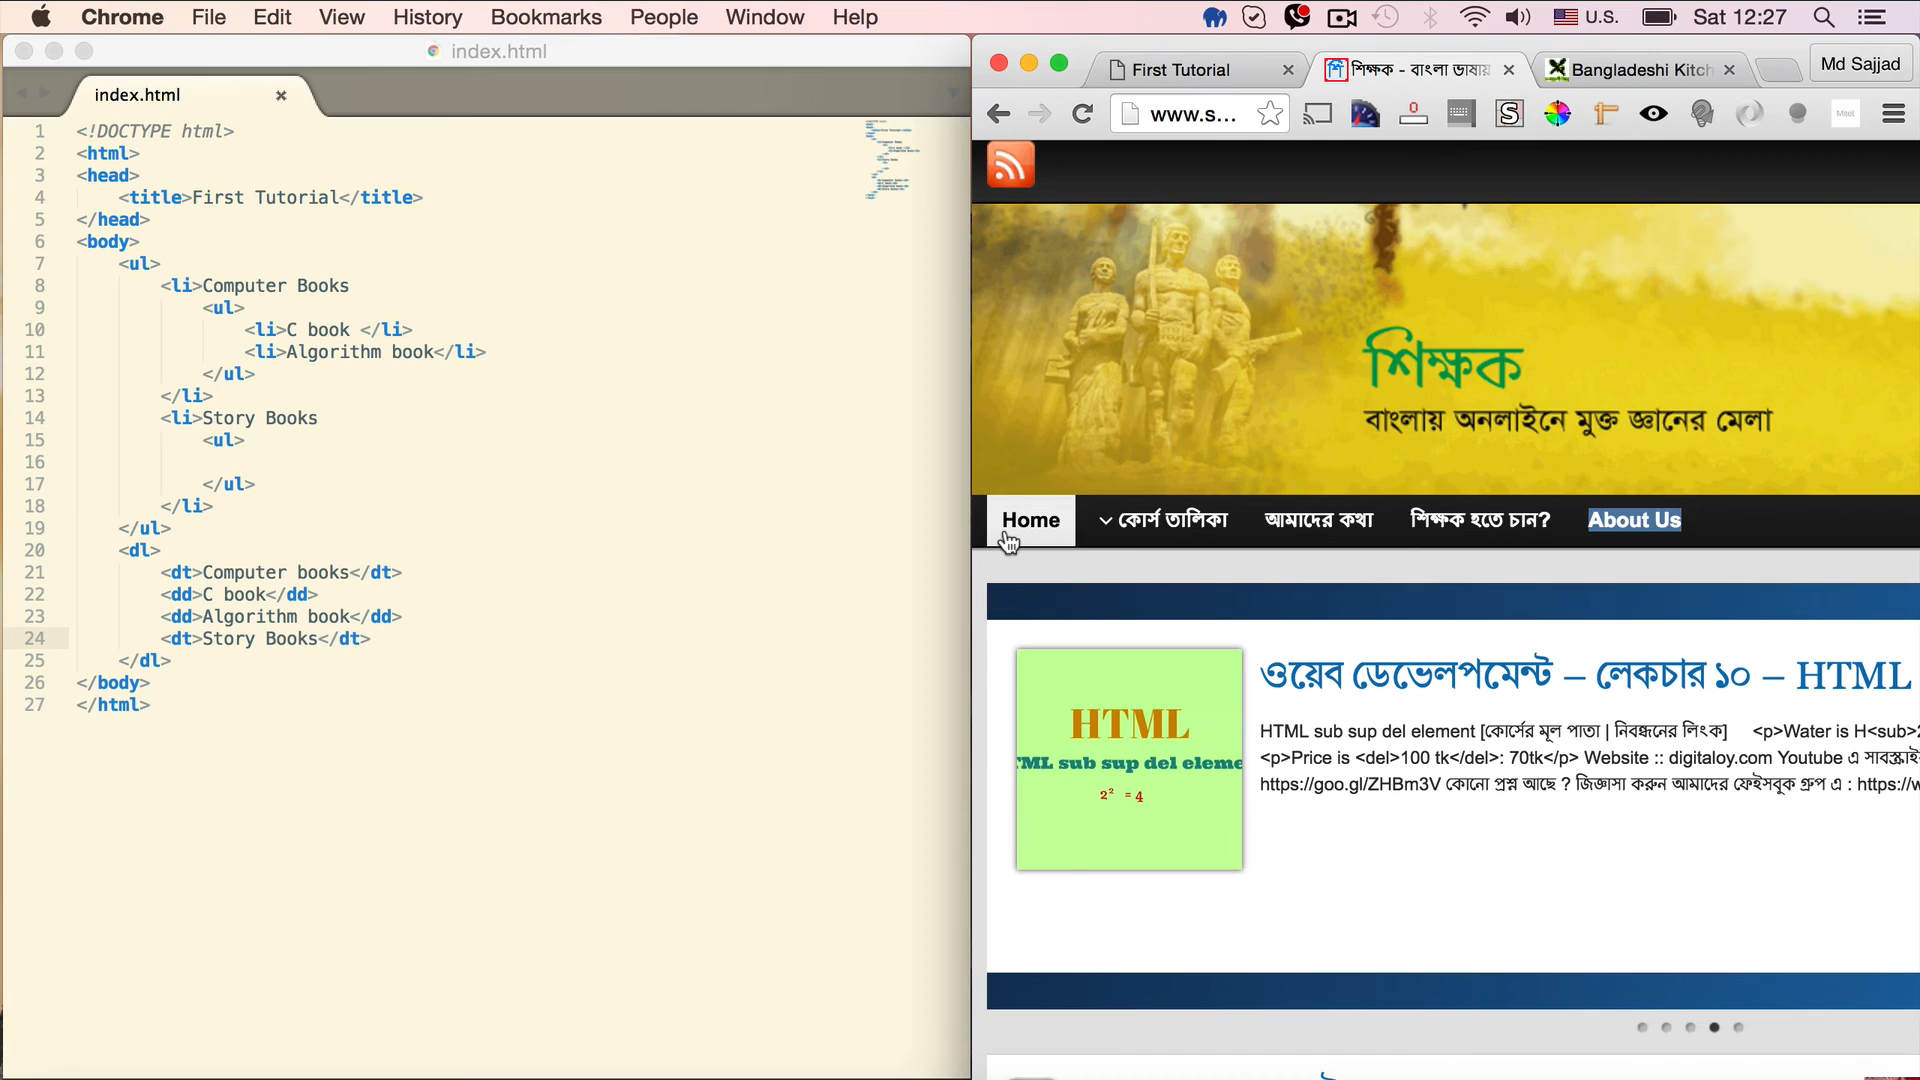 Chrome File Edit View History Bookmarks People Window Help U.S. Sat 12:27
index.html
index.html
1 <!DOCTYPE html>
2 <html>
3 <head>
4 <title>First Tutorial</title>
5 </head>
6 <body>
7 <ul>
8 <li>Computer Books
9 <ul>
10 <li>C book </li>
11 <li>Algorithm book</li>
12 </ul>
13 </li>
14 <li>Story Books
15 <ul>
16
17 </ul>
18 </li>
19 </ul>
20 <dl>
21 <dt>Computer books</dt>
22 <dd>C book</dd>
23 <dd>Algorithm book</dd>
24 <dt>Story Books</dt>
25 </dl>
26 </body>
27 </html>
First Tutorial শিক্ষক - বাংলা ভাষায় Bangladeshi Kitch Md Sajjad
www.s... Mitel
শিক্ষক
বাংলায় অনলাইনে মুক্ত জ্ঞানের মেলা
Home কোর্স তালিকা আমাদের কথা শিক্ষক হতে চান? About Us
HTML
TML sub sup del eleme
2² = 4
ওয়েব ডেভেলপমেন্ট – লেকচার ১০ – HTML
HTML sub sup del element [কোর্সের মূল পাতা | নিবন্ধনের লিংক] <p>Water is H<sub>2
<p>Price is <del>100 tk</del>: 70tk</p> Website :: digitaloy.com Youtube এ সাবস্ক্রাই
https://goo.gl/ZHBm3V কোনো প্রশ্ন আছে ? জিজ্ঞাসা করুন আমাদের ফেইসবুক গ্রুপ এ : https://w